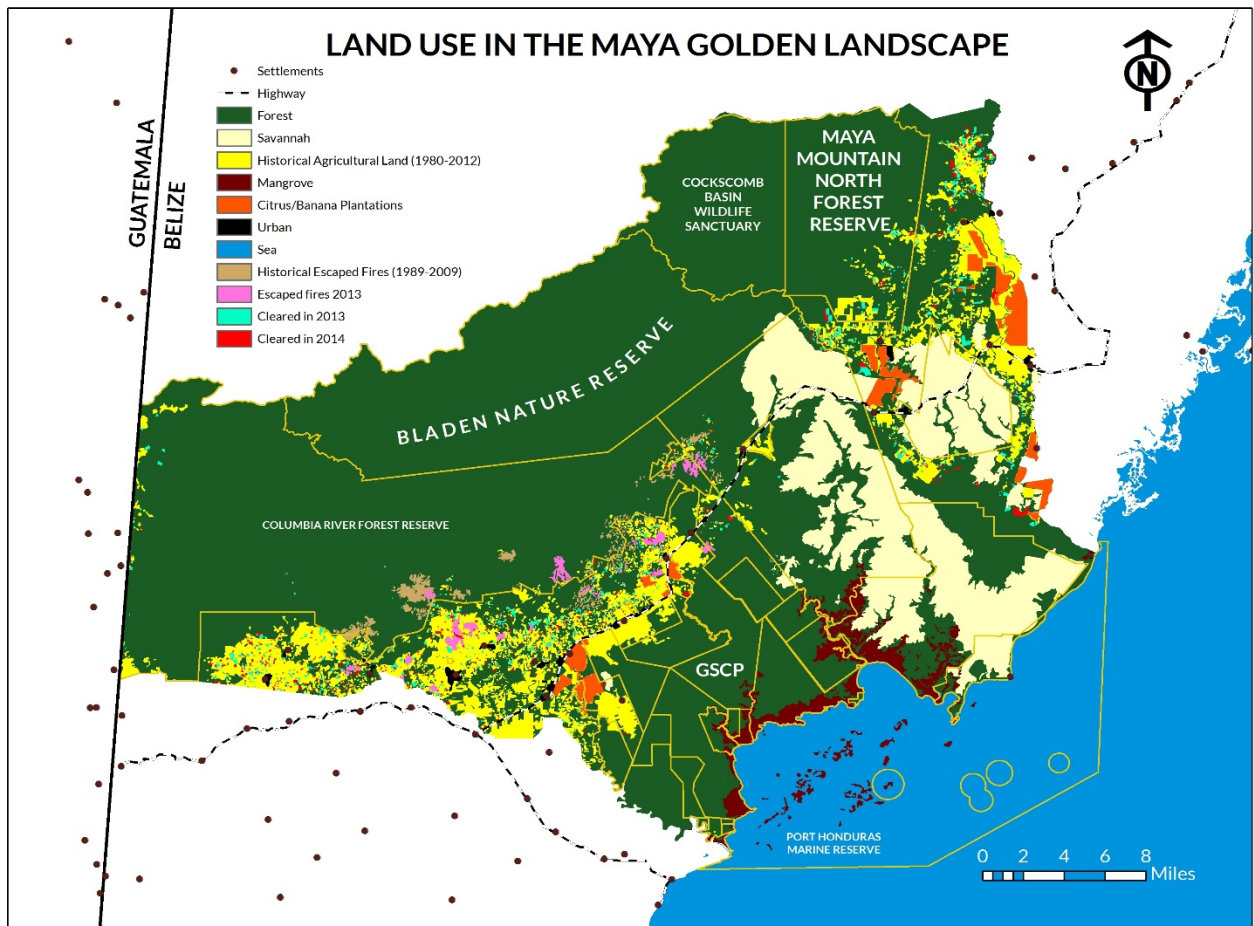 LAND USE IN THE MAYA GOLDEN LANDSCAPE
N
Settlements
Highway
Forest
Savannah
Historical Agricultural Land (1980-2012)
Mangrove
Citrus/Banana Plantations
Urban
Sea
Historical Escaped Fires (1989-2009)
Escaped fires 2013
Cleared in 2013
Cleared in 2014
GUATEMALA
BELIZE
COCKSCOMB
BASIN
WILDLIFE
SANCTUARY
MAYA
MOUNTAIN
NORTH
FOREST
RESERVE
BLADEN NATURE RESERVE
COLUMBIA RIVER FOREST RESERVE
GSCP
PORT HONDURAS
MARINE RESERVE
0 2 4 6 8
Miles